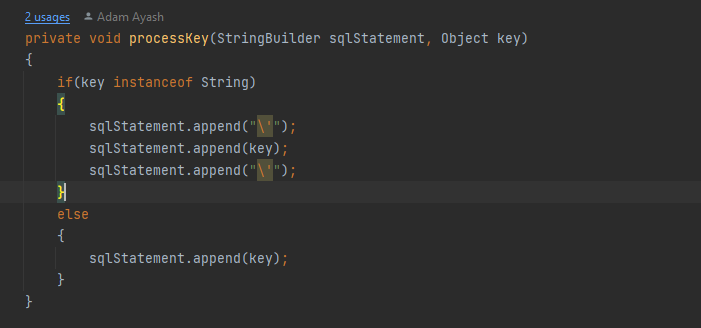 2 usages Adam Ayash
private void processKey(StringBuilder sqlStatement, Object key)
{
    if(key instanceof String)
    {
        sqlStatement.append("\'");
        sqlStatement.append(key);
        sqlStatement.append("\'");
    }
    else
    {
        sqlStatement.append(key);
    }
}